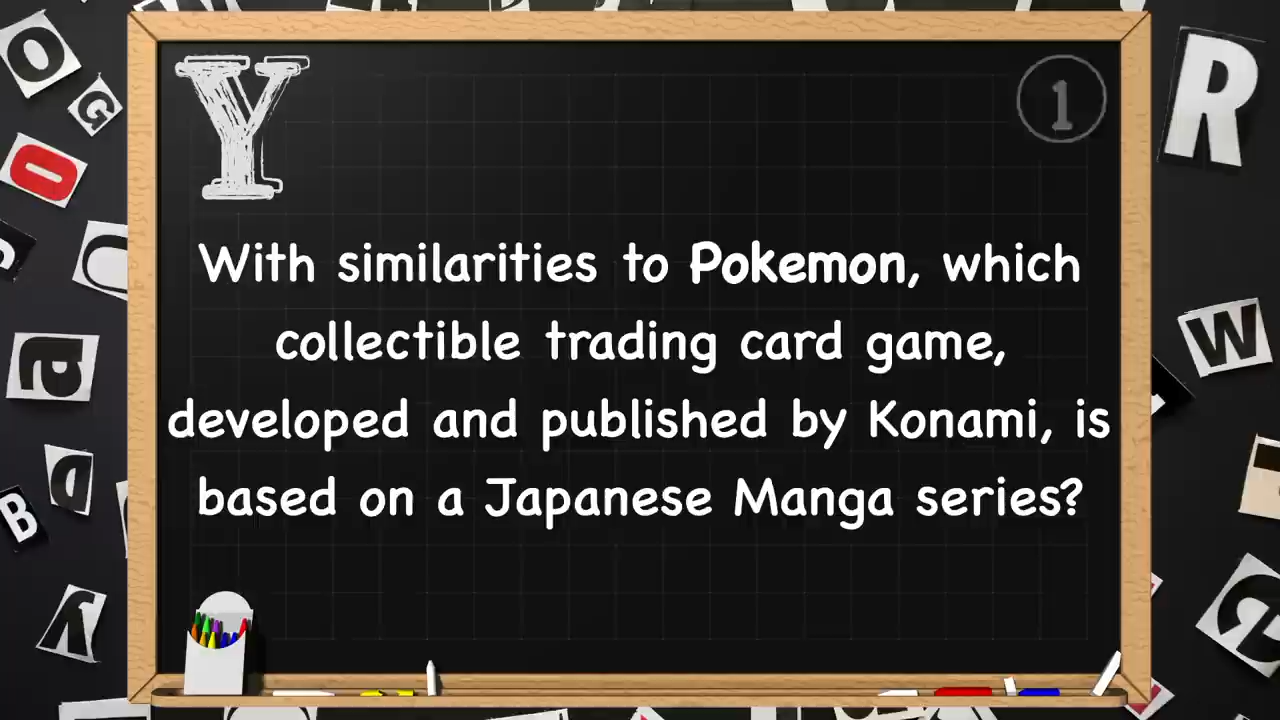 Y
1
With similarities to Pokemon, which
collectible trading card game,
developed and published by Konami, is
based on a Japanese Manga series?
O
G
O
a
B
R
W